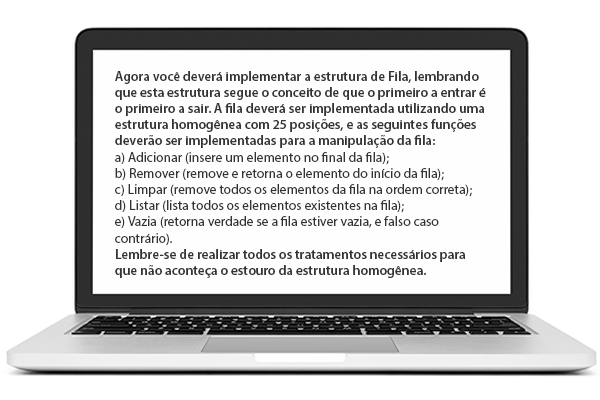 Agora você deverá implementar a estrutura de Fila, lembrando
que esta estrutura segue o conceito de que o primeiro a entrar é
o primeiro a sair. A fila deverá ser implementada utilizando uma
estrutura homogênea com 25 posições, e as seguintes funções
deverão ser implementadas para a manipulação da fila:
a) Adicionar (insere um elemento no final da fila);
b) Remover (remove e retorna o elemento do início da fila);
c) Limpar (remove todos os elementos da fila na ordem correta);
d) Listar (lista todos os elementos existentes na fila);
e) Vazia (retorna verdade se a fila estiver vazia, e falso caso
contrário).
Lembre-se de realizar todos os tratamentos necessários para
que não aconteça o estouro da estrutura homogênea.